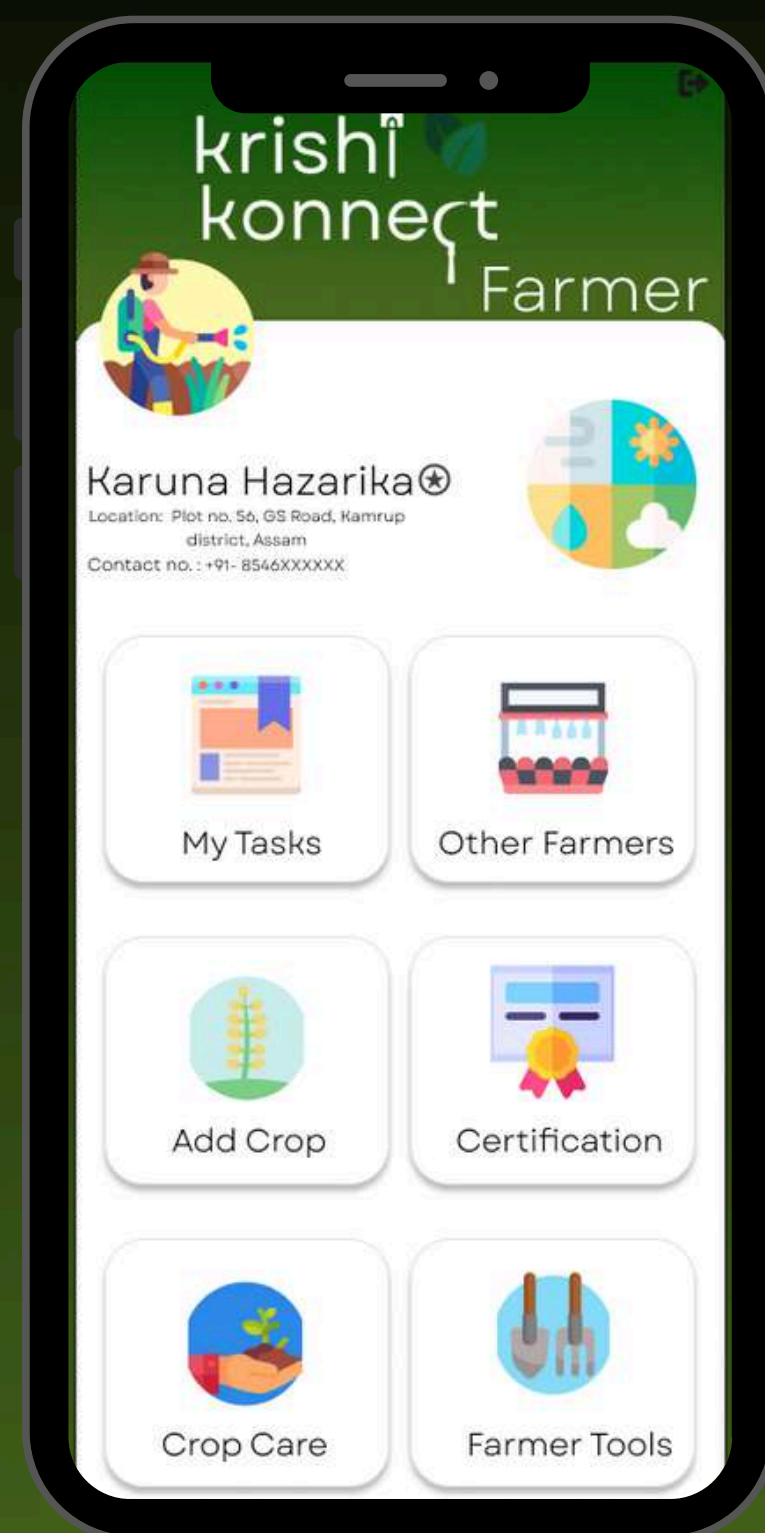 krishi
konnect
Farmer
Karuna Hazarika
Location: Plot no. 56, GS Road, Kamrup
district, Assam
Contact no. : +91- 8546XXXXXX
My Tasks
Other Farmers
Add Crop
Certification
Crop Care
Farmer Tools